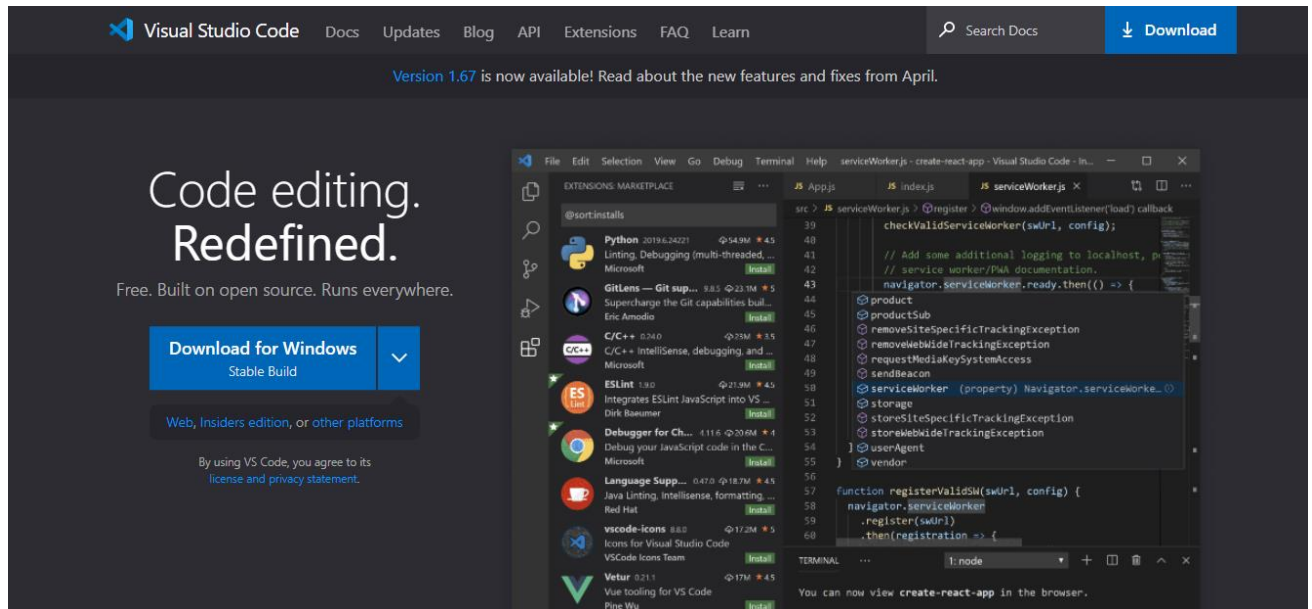 Visual Studio Code Docs Updates Blog API Extensions FAQ Learn Search Docs Download
Version 1.67 is now available! Read about the new features and fixes from April.
Code editing.
Redefined.
Free. Built on open source. Runs everywhere.
Download for Windows
Stable Build
Web, Insiders edition, or other platforms
By using VS Code, you agree to its
license and privacy statement.
File Edit Selection View Go Debug Terminal Help serviceWorker.js - create-react-app - Visual Studio Code - In...
EXTENSIONS: MARKETPLACE
@sort:installs
Python 2019.6.24221 54.9M 4.5
Linting, Debugging (multi-threaded, ...
Microsoft Install
GitLens — Git sup... 9.8.5 23.1M 5
Supercharge the Git capabilities buil...
Eric Amodio Install
C/C++ 0.24.0 23M 3.5
C/C++ IntelliSense, debugging, and ...
Microsoft Install
ESLint 1.9.0 21.9M 4.5
Integrates ESLint JavaScript into VS ...
Dirk Baeumer Install
Debugger for Ch... 4.11.6 20.6M 4
Debug your JavaScript code in the C...
Microsoft Install
Language Supp... 0.47.0 18.7M 4.5
Java Linting, Intellisense, formatting, ...
Red Hat Install
vscode-icons 8.8.0 17.2M 5
Icons for Visual Studio Code
VSCode Icons Team Install
Vetur 0.21.1 17M 4.5
Vue tooling for VS Code
Pine Wu Install
JS App.js JS index.js JS serviceWorker.js
src > JS serviceWorker.js > register > window.addEventListener('load') callback
39 checkValidServiceWorker(swUrl, config);
40
41 // Add some additional logging to localhost, p
42 // service worker/PWA documentation.
43 navigator.serviceWorker.ready.then(() => {
44 product
45 productSub
46 removeSiteSpecificTrackingException
47 removeWebWideTrackingException
48 requestMediaKeySystemAccess
49 sendBeacon
50 serviceWorker (property) Navigator.serviceWorke...
51 storage
52 storeSiteSpecificTrackingException
53 storeWebWideTrackingException
54 } userAgent
55 } vendor
56
57 function registerValidSW(swUrl, config) {
58 navigator.serviceWorker
59 .register(swUrl)
60 .then(registration => {
TERMINAL ... 1: node
You can now view create-react-app in the browser.